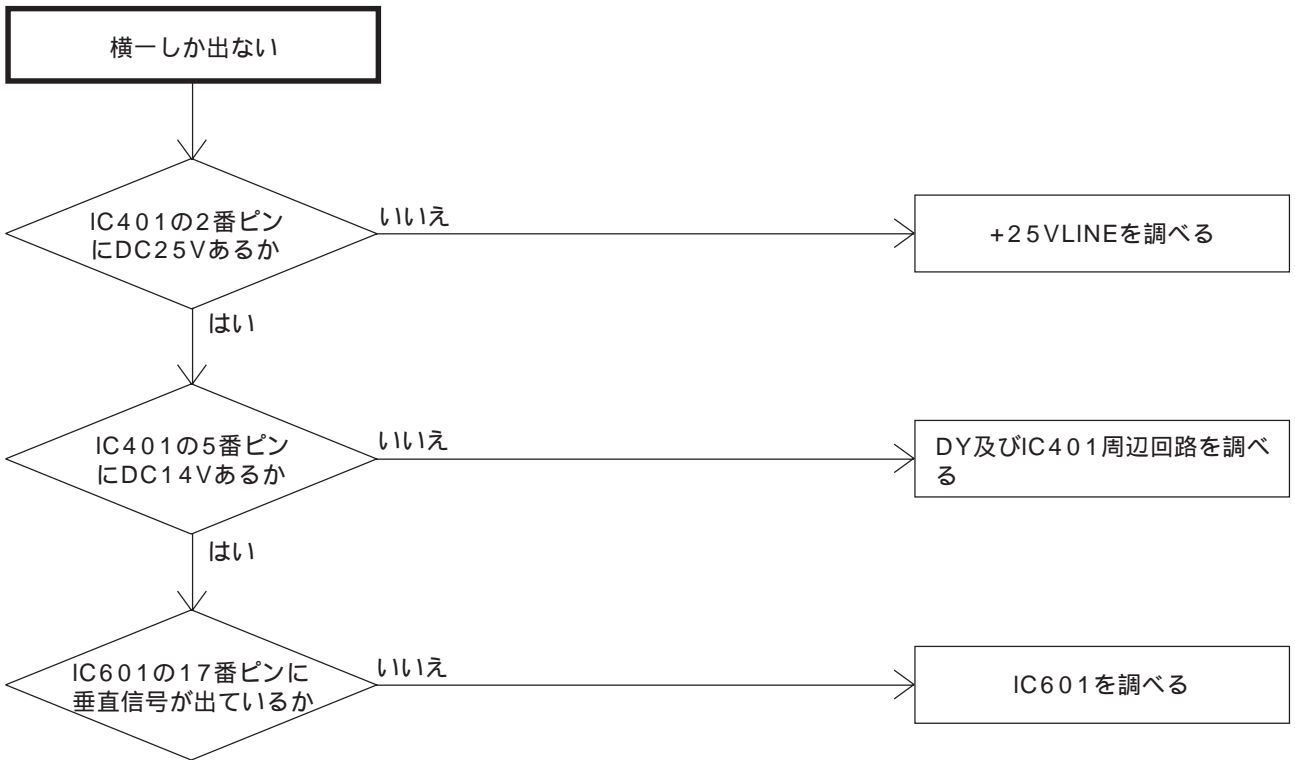 横一しか出ない
IC401の2番ピン
にDC25Vあるか
いいえ
+25VLINEを調べる
はい
IC401の5番ピン
にDC14Vあるか
いいえ
DY及びIC401周辺回路を調べ
る
はい
IC601の17番ピンに
垂直信号が出ているか
いいえ
IC601を調べる